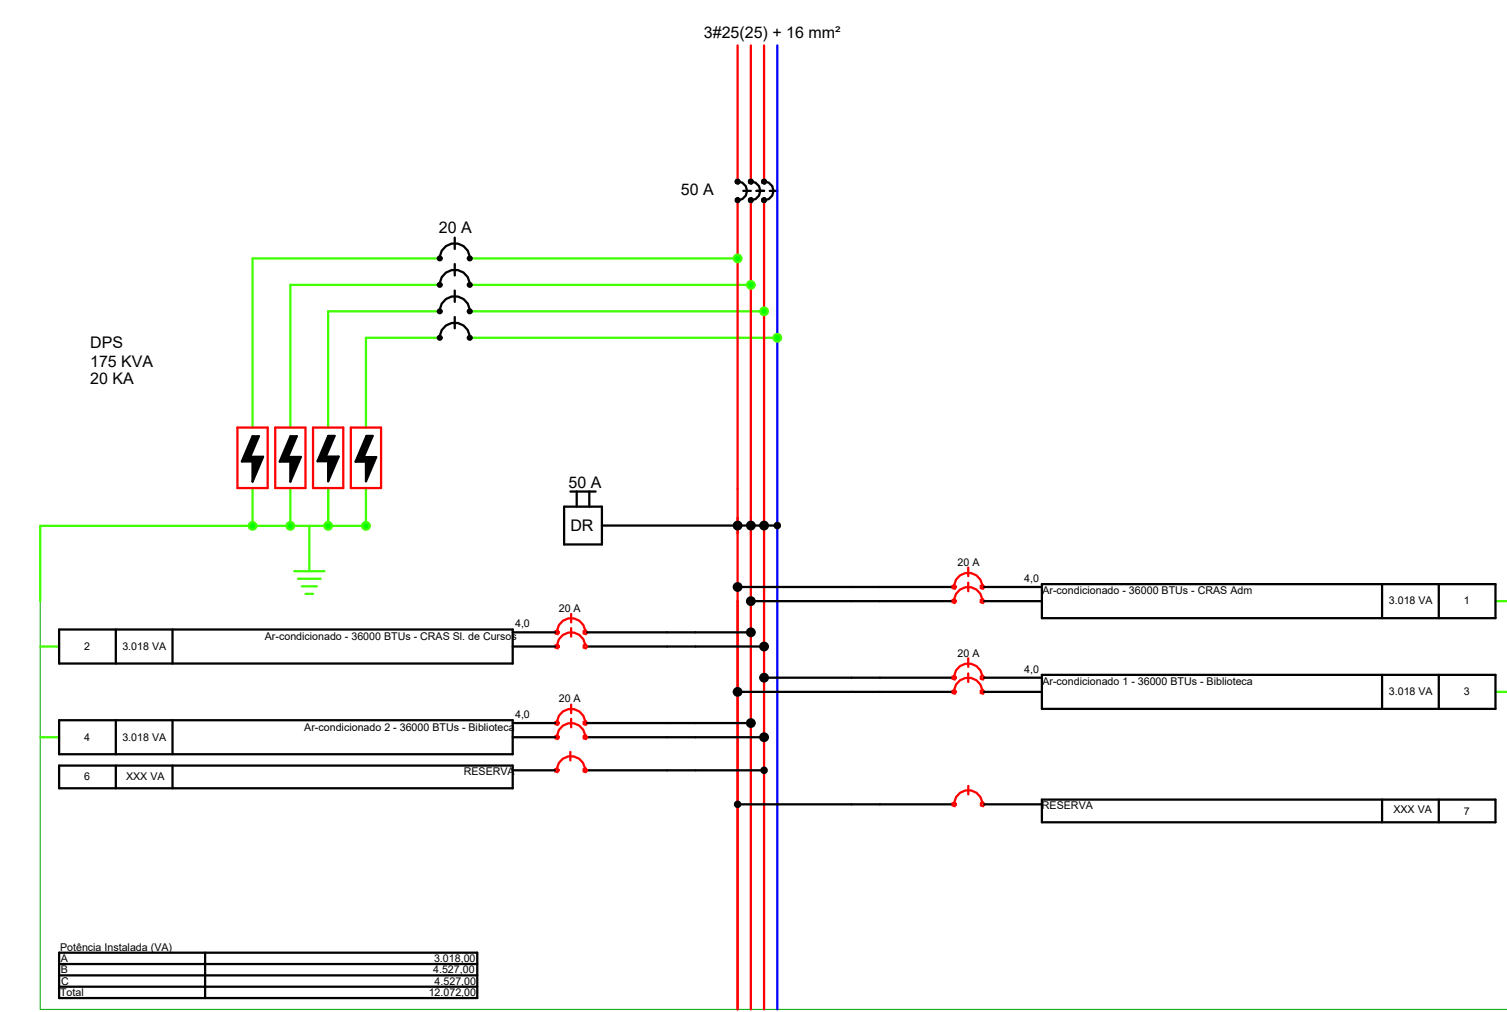 3#25(25) + 16 mm²
50 A
20 A
DPS
175 KVA
20 KA
50 A
DR
20 A
4,0
Ar-condicionado - 36000 BTUs - CRAS Adm
3.018 VA
1
20 A
4,0
2
3.018 VA
Ar-condicionado - 36000 BTUs - CRAS Sl. de Cursos
20 A
4,0
Ar-condicionado 1 - 36000 BTUs - Biblioteca
3.018 VA
3
20 A
4,0
4
3.018 VA
Ar-condicionado 2 - 36000 BTUs - Biblioteca
6
XXX VA
RESERVA
RESERVA
XXX VA
7
Potência Instalada (VA)
A 3.018,00
B 4.527,00
C 4.527,00
Total 12.072,00